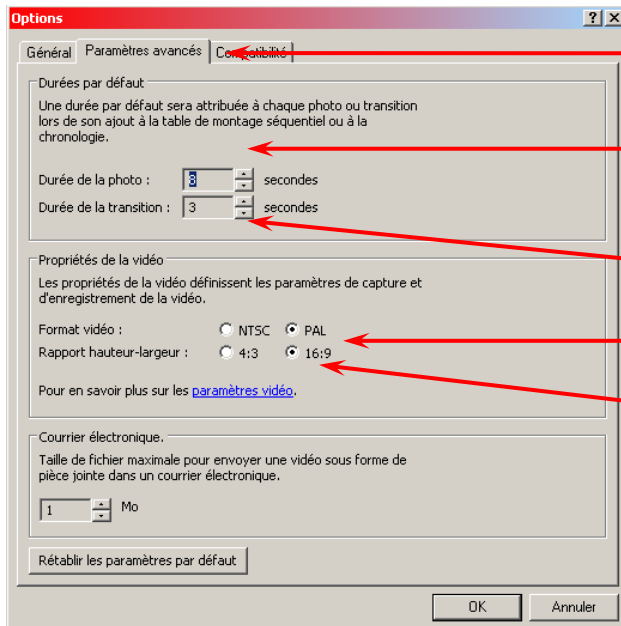 Options
Général Paramètres avancés Compatibilité
Durées par défaut
Une durée par défaut sera attribuée à chaque photo ou transition
lors de son ajout à la table de montage séquentiel ou à la
chronologie.
Durée de la photo : 8 secondes
Durée de la transition : 3 secondes
Propriétés de la vidéo
Les propriétés de la vidéo définissent les paramètres de capture et
d'enregistrement de la vidéo.
Format vidéo : NTSC PAL
Rapport hauteur-largeur : 4:3 16:9
Pour en savoir plus sur les paramètres vidéo.
Courrier électronique.
Taille de fichier maximale pour envoyer une vidéo sous forme de
pièce jointe dans un courrier électronique.
1 Mo
Rétablir les paramètres par défaut
OK Annuler